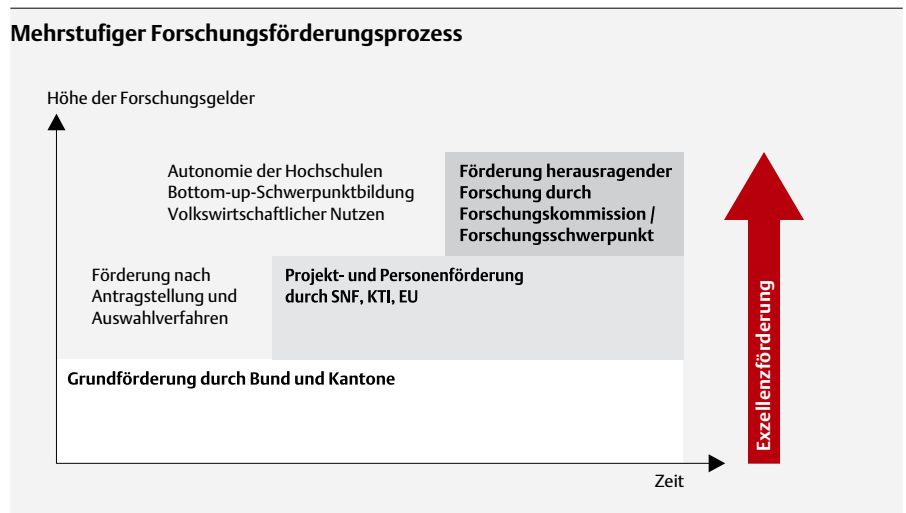 Mehrstufiger Forschungsförderungsprozess
Höhe der Forschungsgelder
Autonomie der Hochschulen
Bottom-up-Schwerpunktbildung
Volkswirtschaftlicher Nutzen
Förderung herausragender
Forschung durch
Forschungskommission /
Forschungsschwerpunkt
Förderung nach
Antragstellung und
Auswahlverfahren
Projekt- und Personenförderung
durch SNF, KTI, EU
Grundförderung durch Bund und Kantone
Exzellenzförderung
Zeit